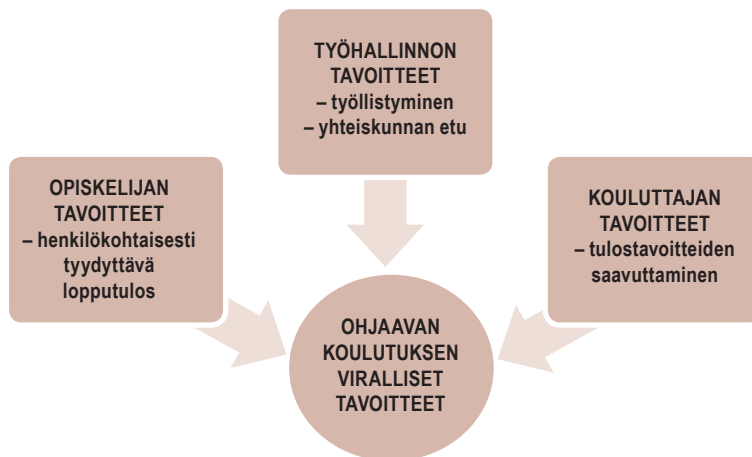 TYÖHALLINNON
TAVOITTEET
– työllistyminen
– yhteiskunnan etu
OPISKELIJAN
TAVOITTEET
– henkilökohtaisesti
tyydyttävä
lopputulos
KOULUTTAJAN
TAVOITTEET
– tulostavoitteiden
saavuttaminen
OHJAAVAN
KOULUTUKSEN
VIRALLISET
TAVOITTEET